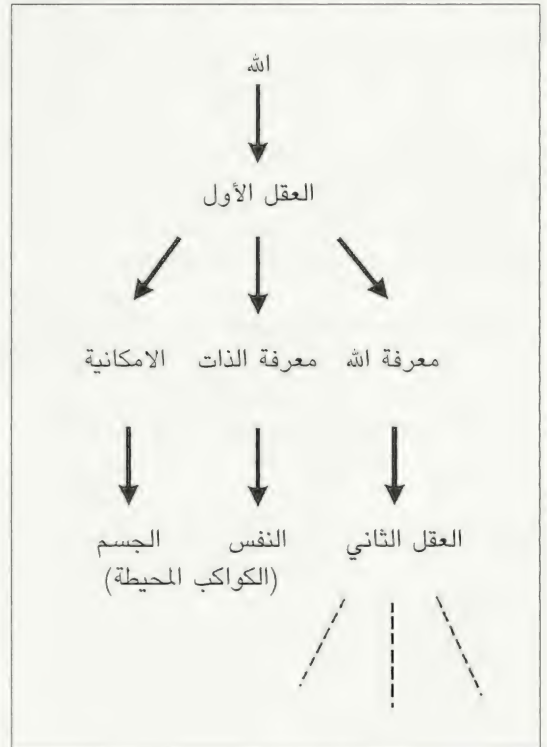 الله
العقل الأول
معرفة الله معرفة الذات الامكانية
العقل الثاني النفس الجسم
(الكواكب المحيطة)